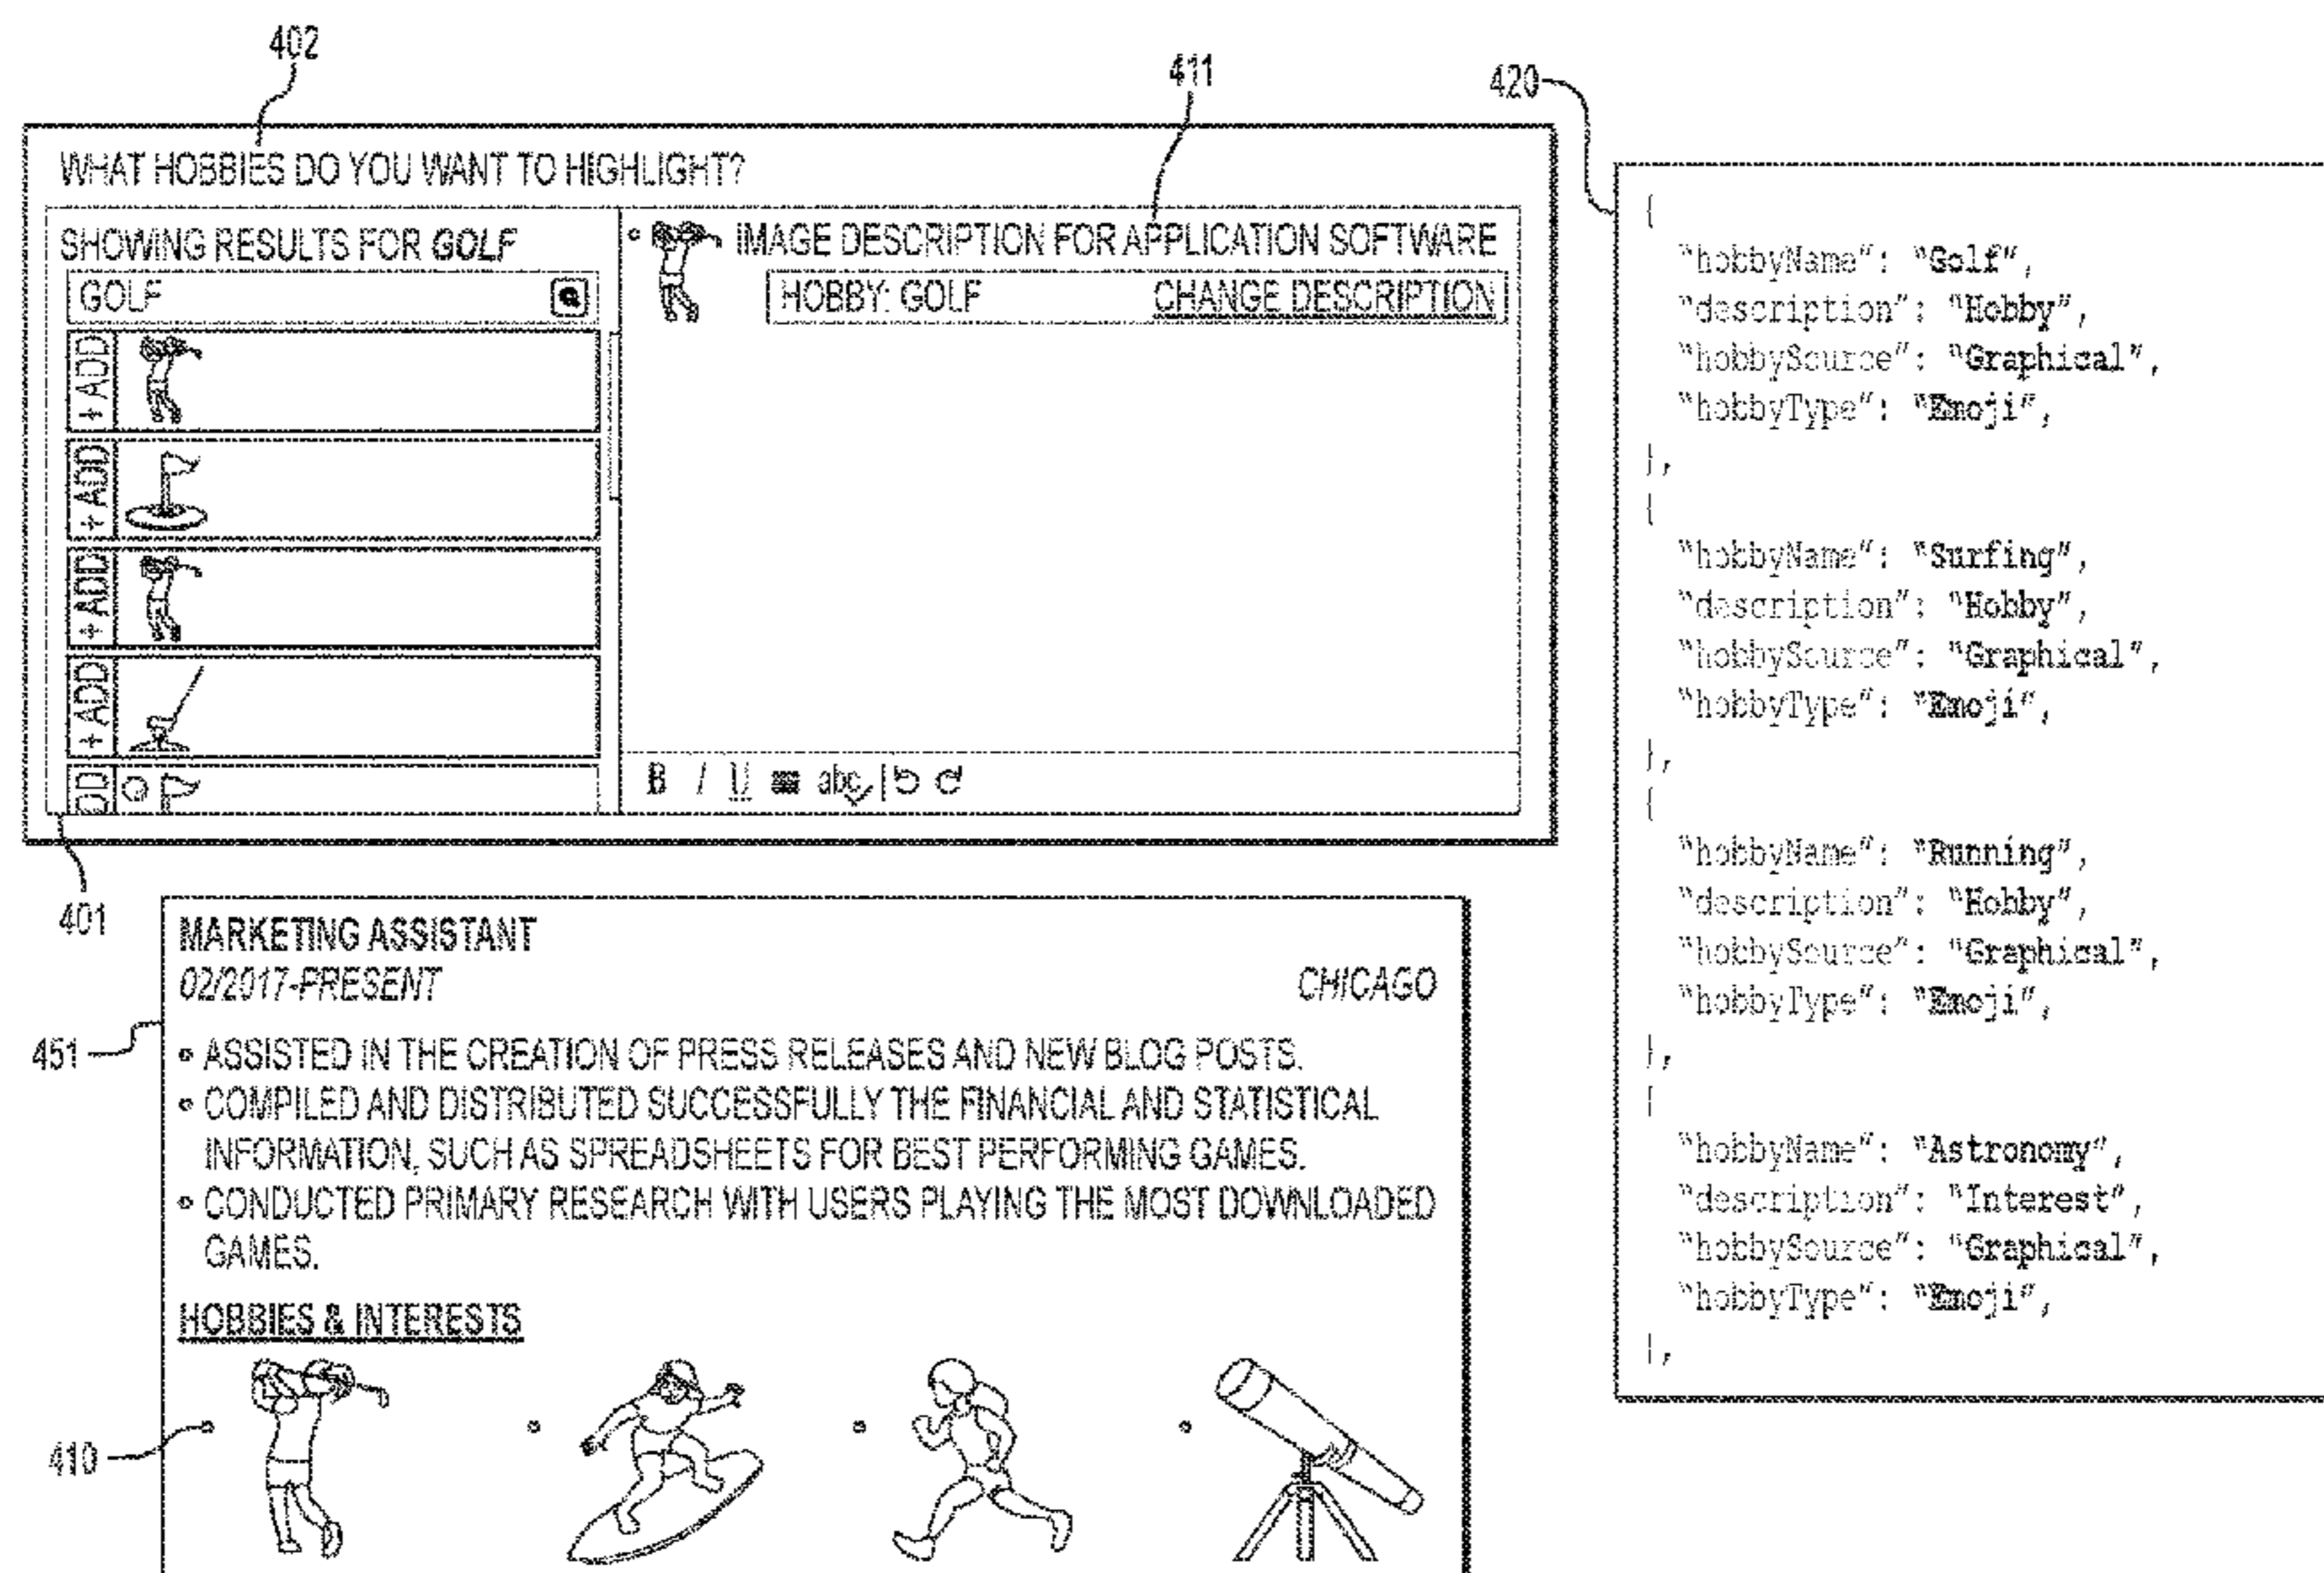 402
411
420
WHAT HOBBIES DO YOU WANT TO HIGHLIGHT?
SHOWING RESULTS FOR GOLF
GOLF
+ ADD
+ ADD
+ ADD
+ ADD
DD
IMAGE DESCRIPTION FOR APPLICATION SOFTWARE
HOBBY: GOLF CHANGE DESCRIPTION
B I U abc
401
MARKETING ASSISTANT
02/2017-PRESENT CHICAGO
451
• ASSISTED IN THE CREATION OF PRESS RELEASES AND NEW BLOG POSTS.
• COMPILED AND DISTRIBUTED SUCCESSFULLY THE FINANCIAL AND STATISTICAL
INFORMATION, SUCH AS SPREADSHEETS FOR BEST PERFORMING GAMES.
• CONDUCTED PRIMARY RESEARCH WITH USERS PLAYING THE MOST DOWNLOADED
GAMES.
HOBBIES & INTERESTS
410
{
"hobbyName": "Golf",
"description": "Hobby",
"hobbySource": "Graphical",
"hobbyType": "Emoji",
},
{
"hobbyName": "Surfing",
"description": "Hobby",
"hobbySource": "Graphical",
"hobbyType": "Emoji",
},
{
"hobbyName": "Running",
"description": "Hobby",
"hobbySource": "Graphical",
"hobbyType": "Emoji",
},
{
"hobbyName": "Astronomy",
"description": "Interest",
"hobbySource": "Graphical",
"hobbyType": "Emoji",
},